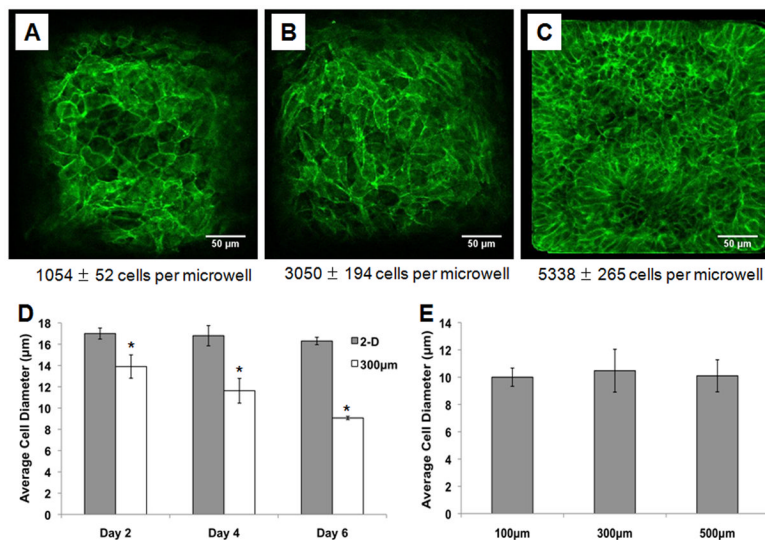 A
B
C
50 µm
50 µm
50 µm
1054 ± 52 cells per microwell
3050 ± 194 cells per microwell
5338 ± 265 cells per microwell
D
Average Cell Diameter (µm)
18
16
14
12
10
8
6
4
2
0
*
*
*
2-D
300µm
Day 2
Day 4
Day 6
E
Average Cell Diameter (µm)
14
12
10
8
6
4
2
0
100µm
300µm
500µm